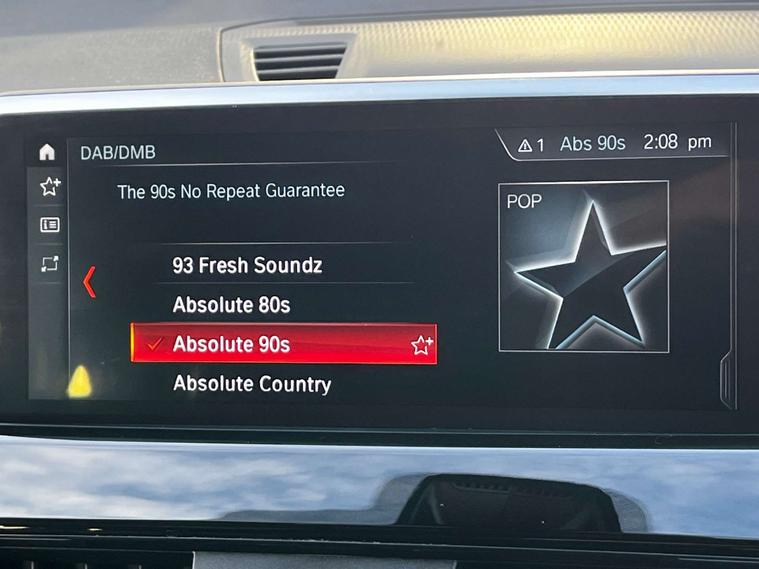 DAB/DMB
1 Abs 90s 2:08 pm
The 90s No Repeat Guarantee
POP
93 Fresh Soundz
Absolute 80s
Absolute 90s
Absolute Country